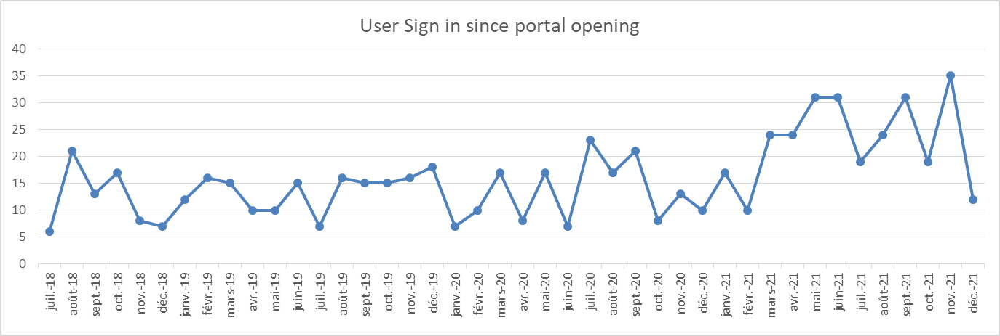 User Sign in since portal opening
40
35
30
25
20
15
10
5
0
juil.-18
août-18
sept.-18
oct.-18
nov.-18
déc.-18
janv.-19
févr.-19
mars-19
avr.-19
mai-19
juin-19
juil.-19
août-19
sept.-19
oct.-19
nov.-19
déc.-19
janv.-20
févr.-20
mars-20
avr.-20
mai-20
juin-20
juil.-20
août-20
sept.-20
oct.-20
nov.-20
déc.-20
janv.-21
févr.-21
mars-21
avr.-21
mai-21
juin-21
juil.-21
août-21
sept.-21
oct.-21
nov.-21
déc.-21